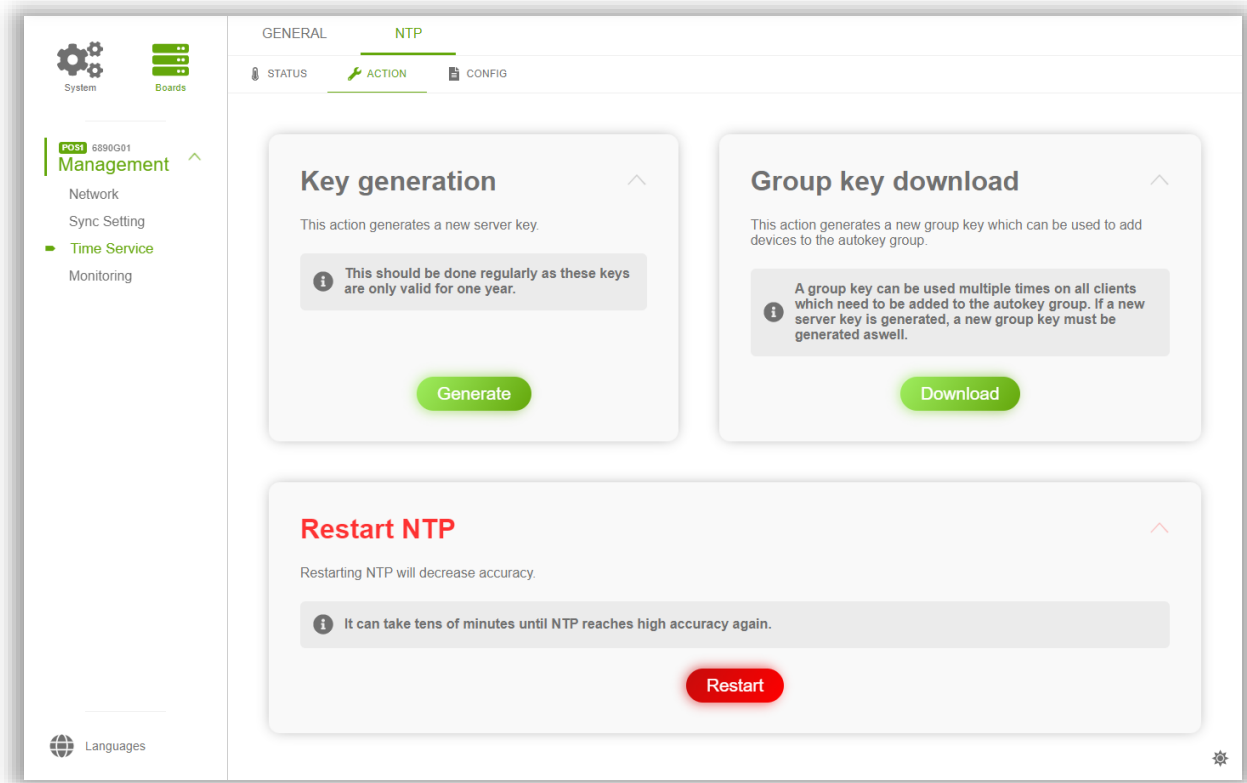 System
Boards
POS1 6890G01
Management
Network
Sync Setting
Time Service
Monitoring
Languages
GENERAL NTP
STATUS ACTION CONFIG
Key generation
This action generates a new server key.
This should be done regularly as these keys
are only valid for one year.
Generate
Group key download
This action generates a new group key which can be used to add
devices to the autokey group.
A group key can be used multiple times on all clients
which need to be added to the autokey group. If a new
server key is generated, a new group key must be
generated aswell.
Download
Restart NTP
Restarting NTP will decrease accuracy.
It can take tens of minutes until NTP reaches high accuracy again.
Restart